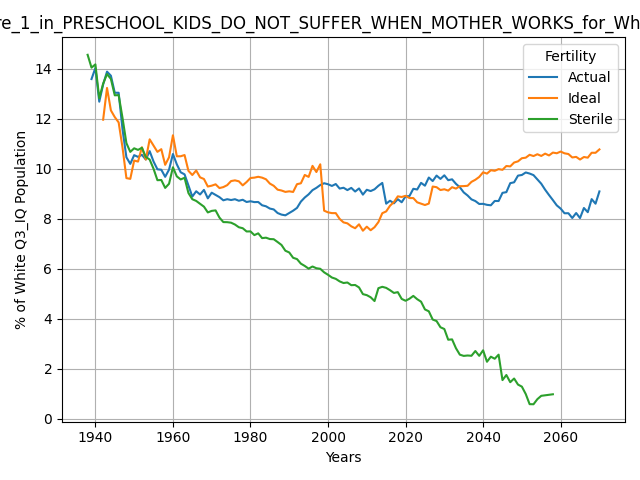 re_1_in_PRESCHOOL_KIDS_DO_NOT_SUFFER_WHEN_MOTHER_WORKS_for_Wh
Fertility
Actual
Ideal
Sterile
% of White Q3_IQ Population
14
12
10
8
6
4
2
0
1940 1960 1980 2000 2020 2040 2060
Years